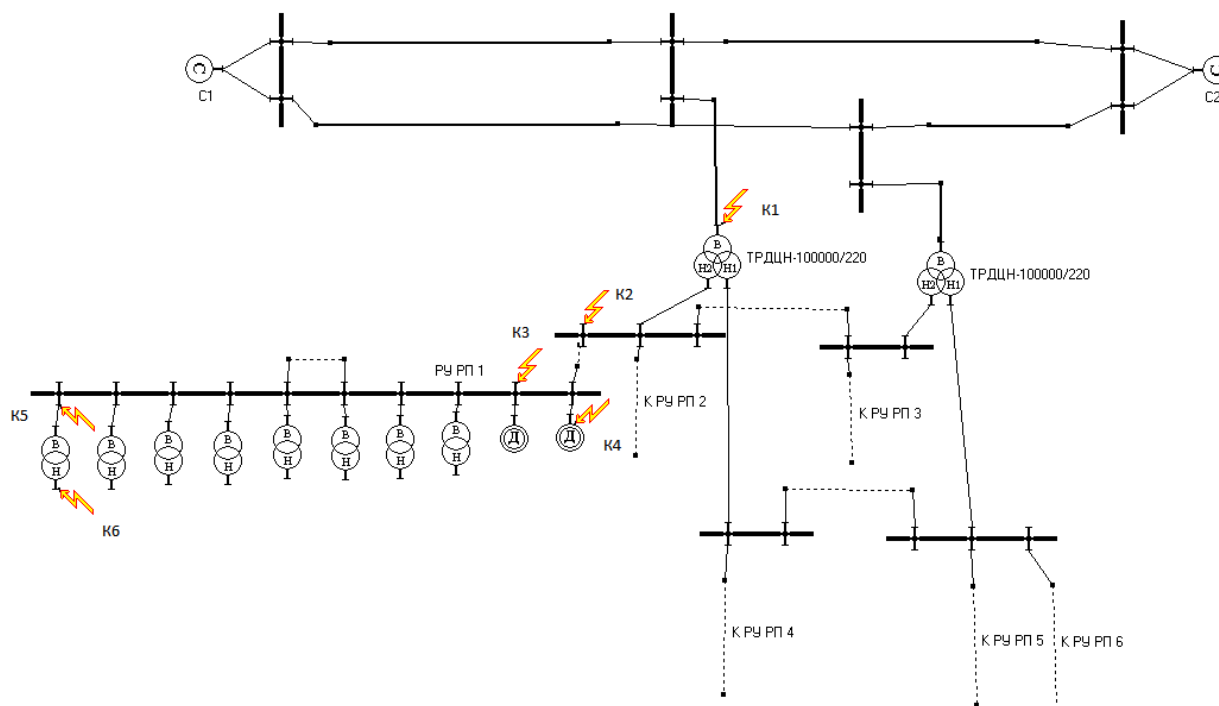 С
С1
С
С2
К1
В
Н2 Н1
ТРДЦН-100000/220
В
Н2 Н1
ТРДЦН-100000/220
К2
К3
РУ РП 1
К5
К РУ РП 2
К РУ РП 3
В
Н
В
Н
В
Н
В
Н
В
Н
В
Н
В
Н
В
Н
Д
Д
К4
К6
К РУ РП 4
К РУ РП 5
К РУ РП 6